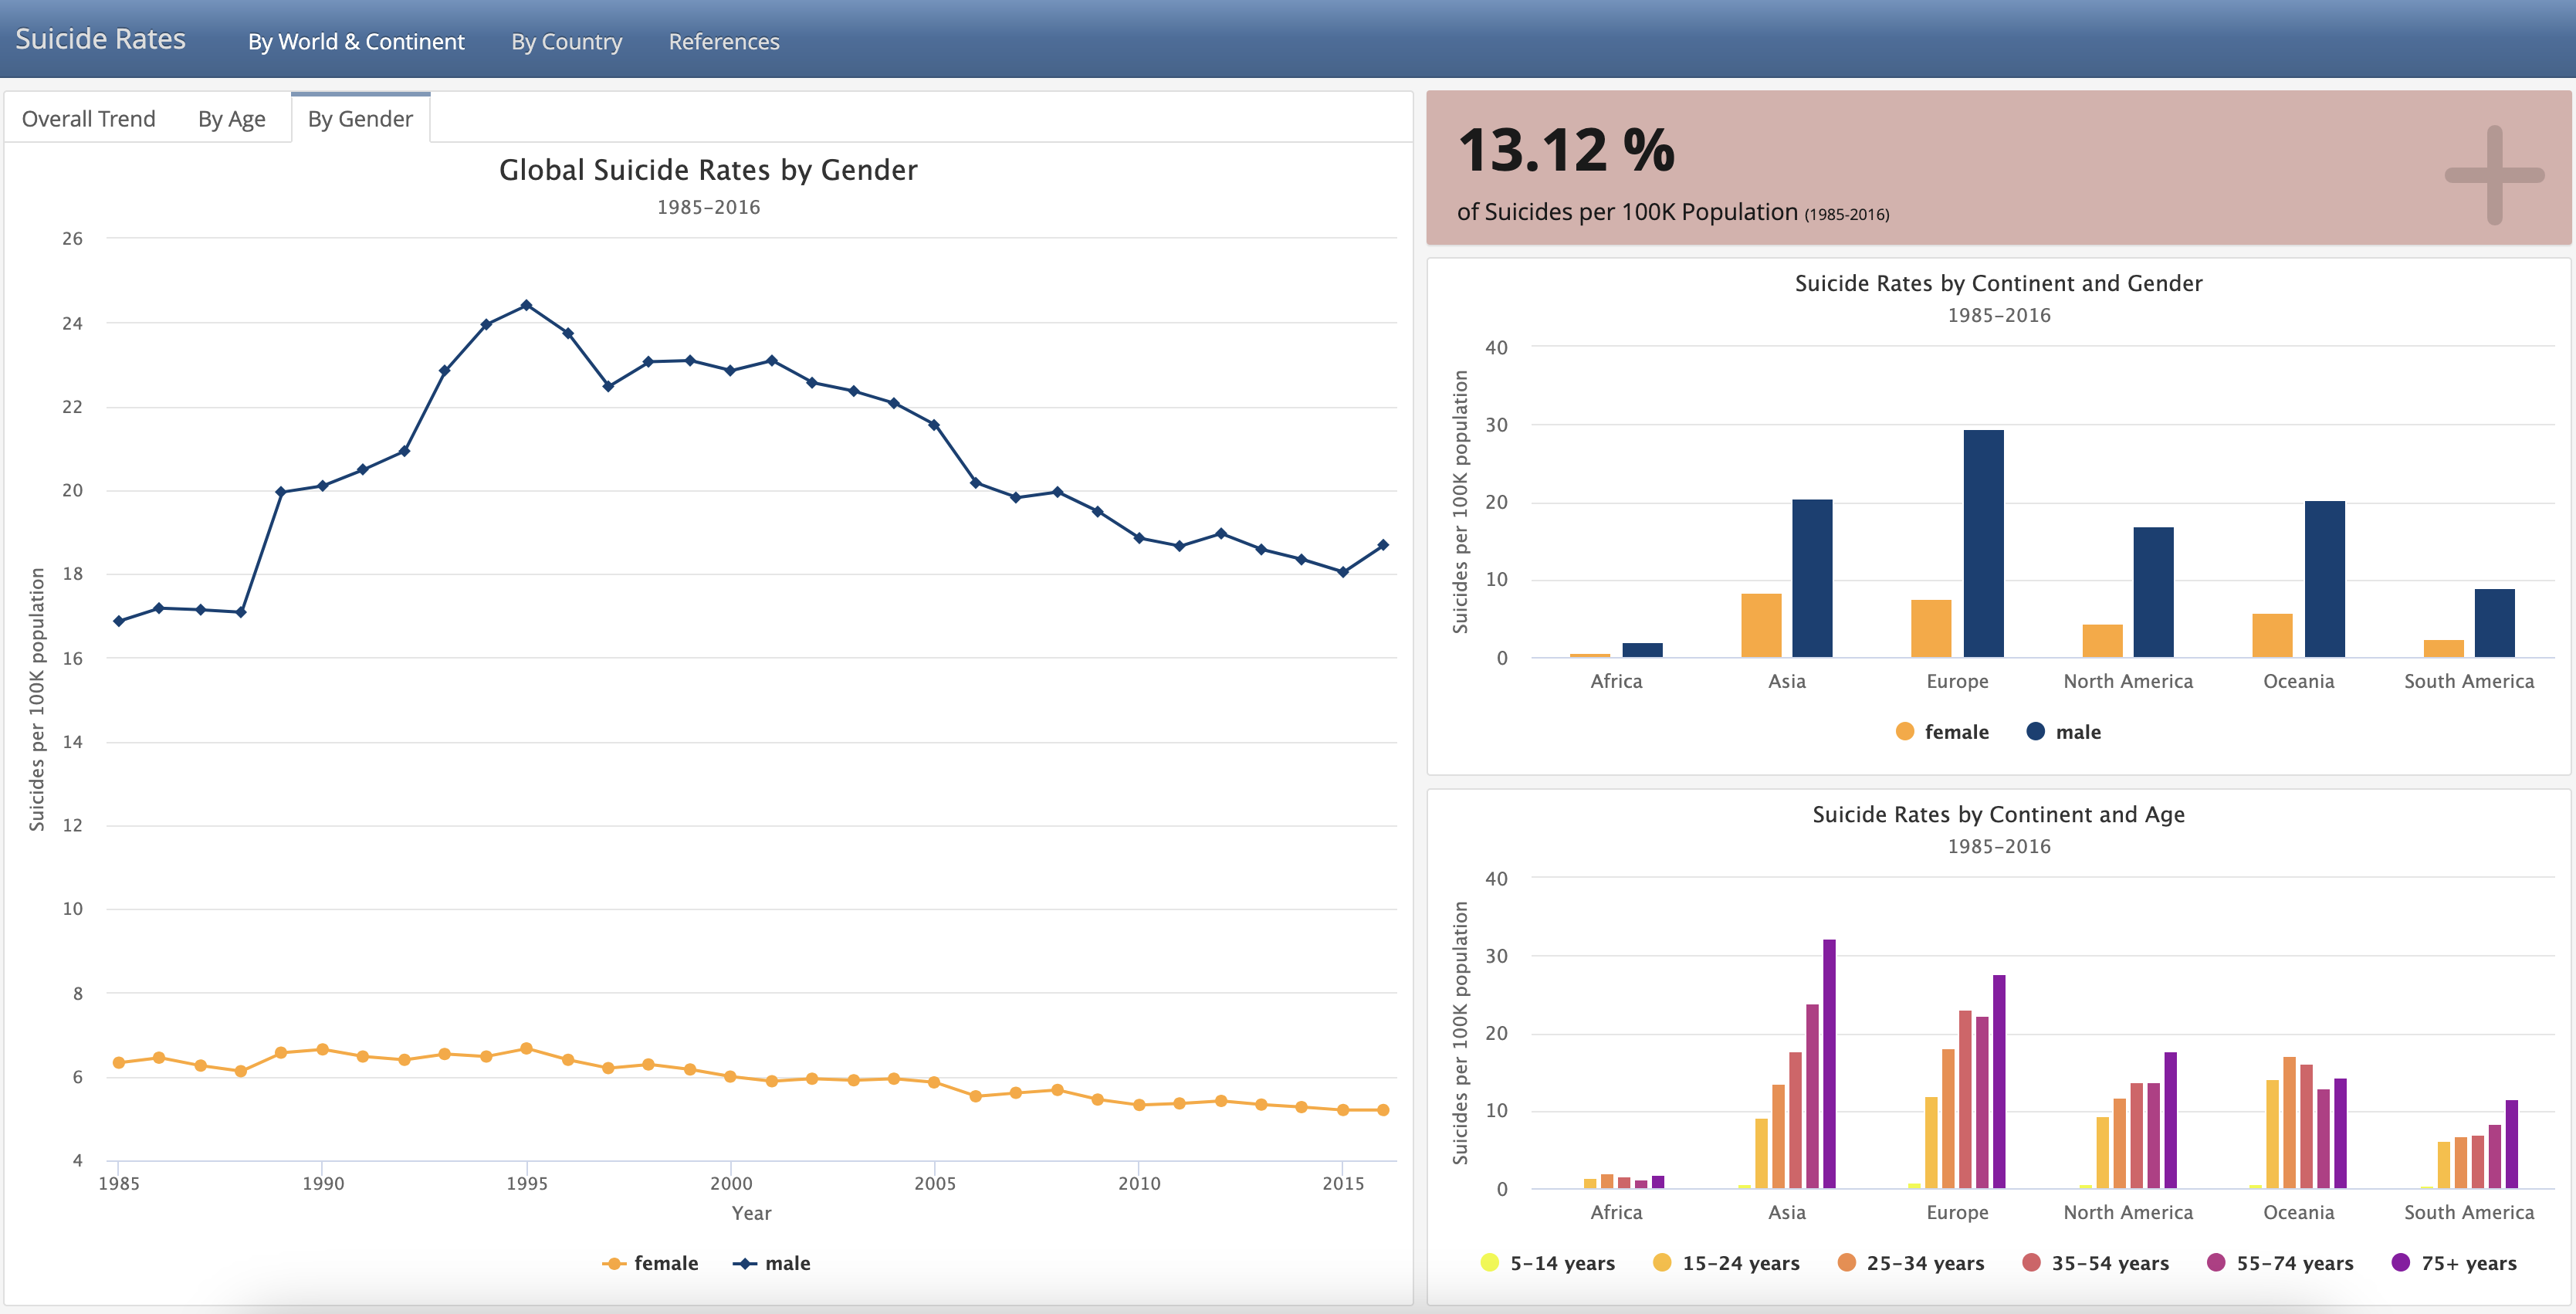 Suicide Rates By World & Continent By Country References
Overall Trend By Age By Gender
Global Suicide Rates by Gender
1985–2016
26
24
22
20
18
16
14
12
10
8
6
4
Suicides per 100K population
1985 1990 1995 2000 2005 2010 2015
Year
female male
13.12 %
of Suicides per 100K Population (1985-2016)
Suicide Rates by Continent and Gender
1985–2016
40
30
20
10
0
Suicides per 100K population
Africa Asia Europe North America Oceania South America
female male
Suicide Rates by Continent and Age
1985–2016
40
30
20
10
0
Suicides per 100K population
Africa Asia Europe North America Oceania South America
5–14 years 15–24 years 25–34 years 35–54 years 55–74 years 75+ years